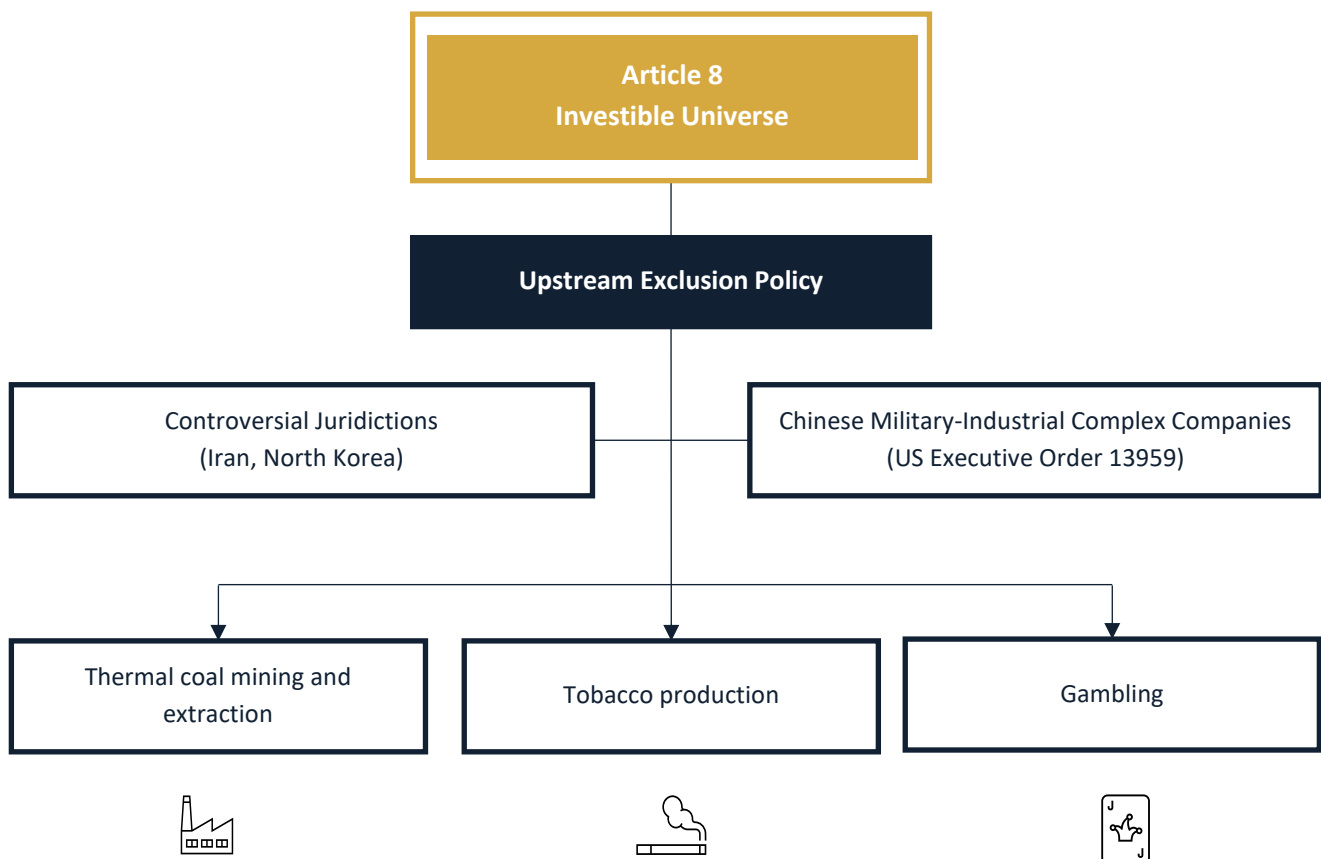 Article 8
Investible Universe
Upstream Exclusion Policy
Controversial Juridictions
(Iran, North Korea)
Chinese Military-Industrial Complex Companies
(US Executive Order 13959)
Thermal coal mining and
extraction
Tobacco production
Gambling
J
J